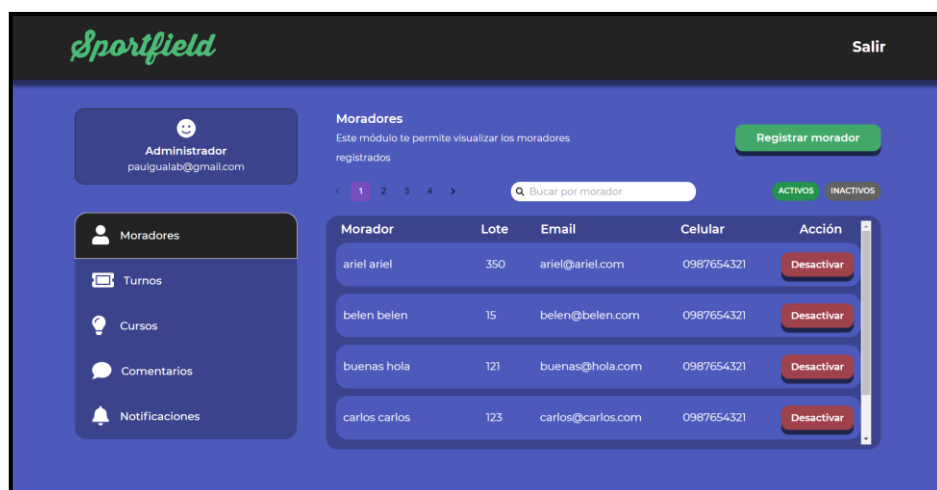 Sportfield
Salir
Administrador
paulgualab@gmail.com
Moradores
Turnos
Cursos
Comentarios
Notificaciones
Moradores
Este módulo te permite visualizar los moradores
registrados
Registrar morador
< 1 2 3 4 >
Bucar por morador
ACTIVOS INACTIVOS
Morador Lote Email Celular Acción
ariel ariel 350 ariel@ariel.com 0987654321 Desactivar
belen belen 15 belen@belen.com 0987654321 Desactivar
buenas hola 121 buenas@hola.com 0987654321 Desactivar
carlos carlos 123 carlos@carlos.com 0987654321 Desactivar